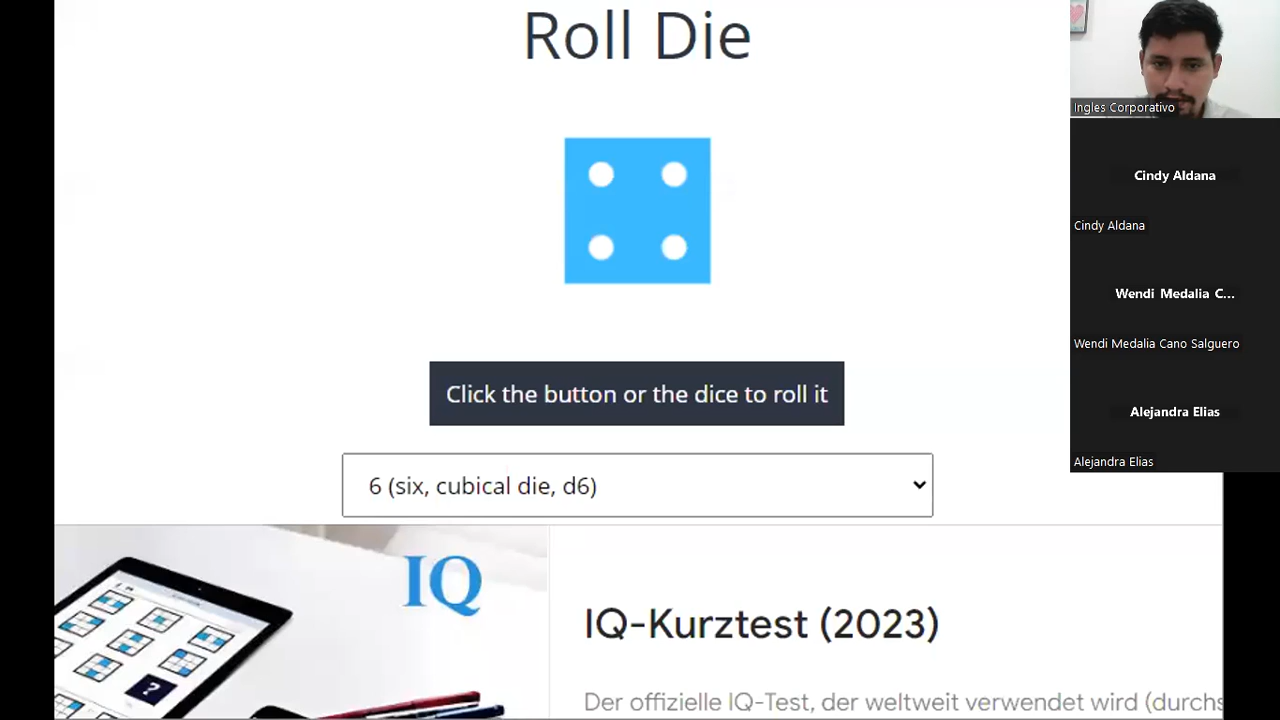 Roll Die
Click the button or the dice to roll it
6 (six, cubical die, d6)
IQ
?
IQ-Kurztest (2023)
Der offizielle IQ-Test, der weltweit verwendet wird (durchs
Ingles Corporativo
Cindy Aldana
Cindy Aldana
Wendi Medalia C...
Wendi Medalia Cano Salguero
Alejandra Elias
Alejandra Elias